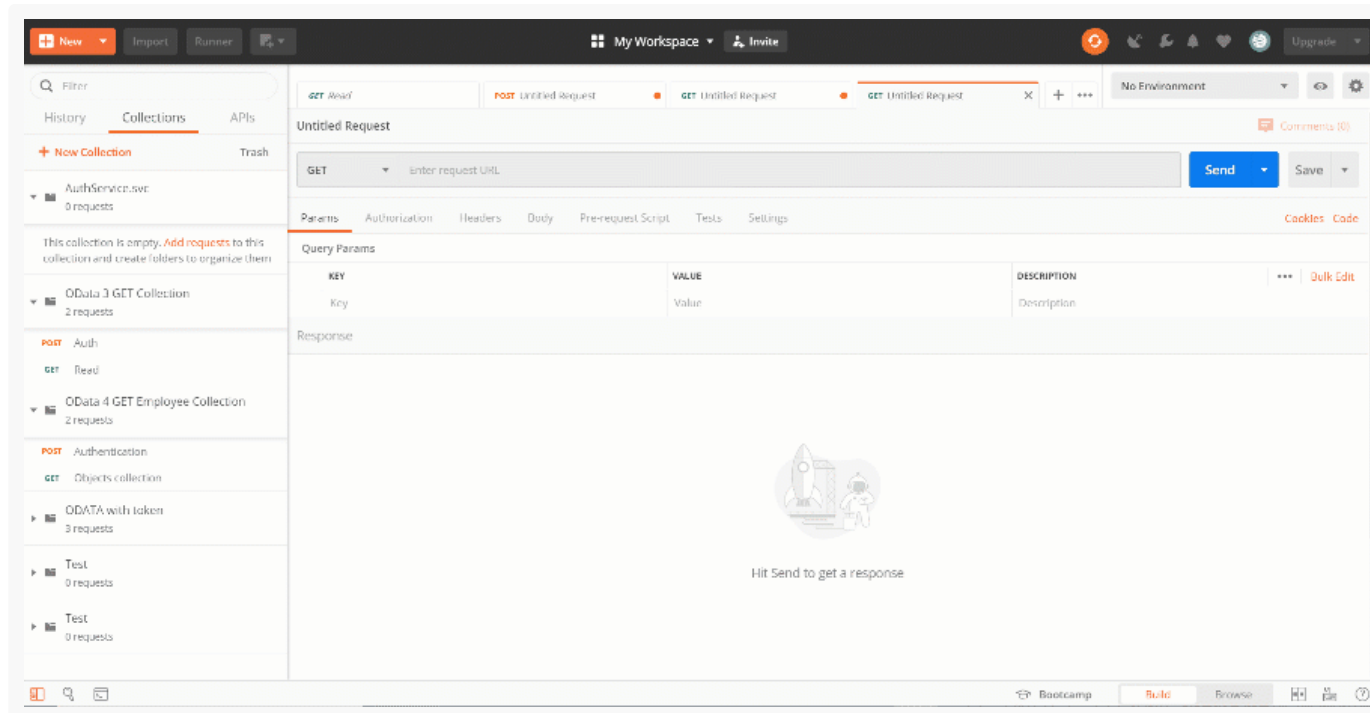 New Import Runner My Workspace Invite Upgrade
Filter
GET Read POST Untitled Request GET Untitled Request GET Untitled Request No Environment
History Collections APIs
Untitled Request Comments (0)
New Collection Trash
GET Enter request URL Send Save
AuthService.svc
0 requests
Params Authorization Headers Body Pre-request Script Tests Settings Cookies Code
This collection is empty. Add requests to this
collection and create folders to organize them
Query Params
KEY VALUE DESCRIPTION Bulk Edit
Key Value Description
OData 3 GET Collection
2 requests
Response
POST Auth
GET Read
OData 4 GET Employee Collection
2 requests
POST Authentication
GET Objects collection
ODATA with token
3 requests
Test
0 requests
Hit Send to get a response
Test
0 requests
Bootcamp Build Browse